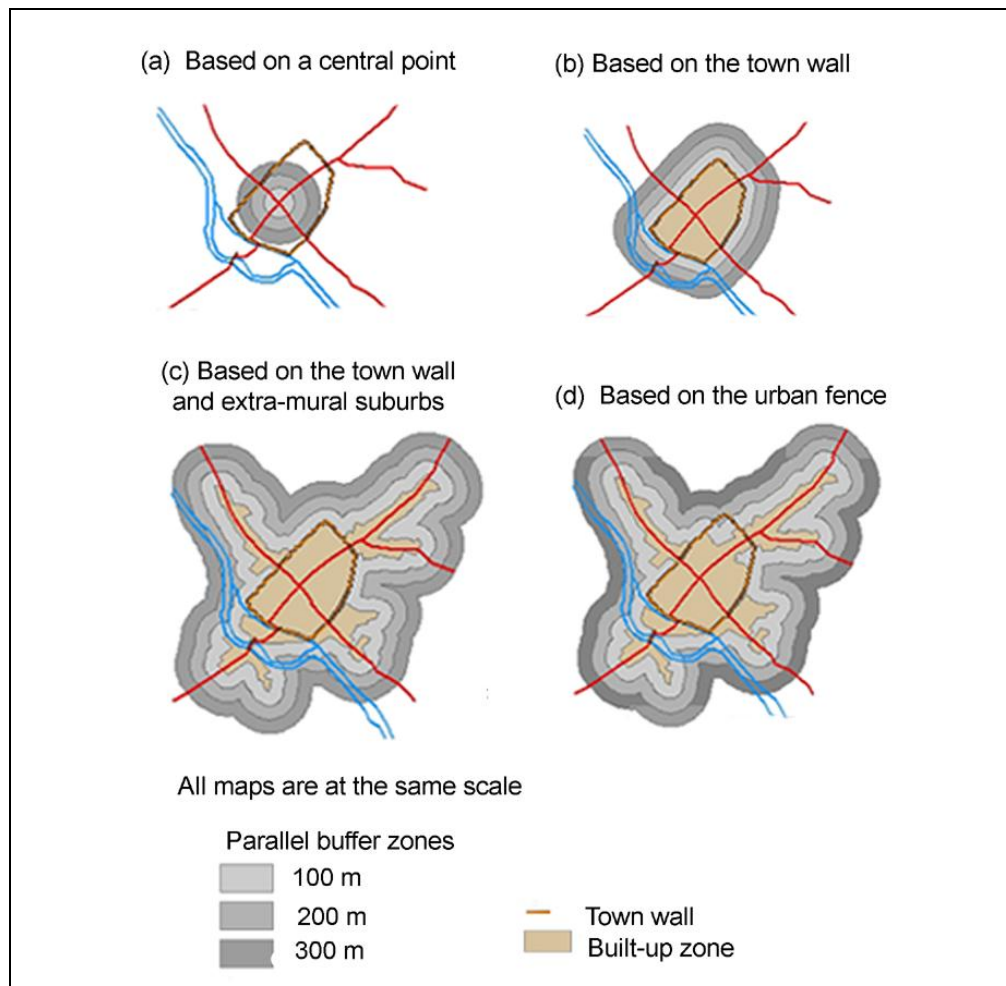 (a) Based on a central point
(b) Based on the town wall
(c) Based on the town wall
and extra-mural suburbs
(d) Based on the urban fence
All maps are at the same scale
Parallel buffer zones
100 m
200 m
300 m
Town wall
Built-up zone